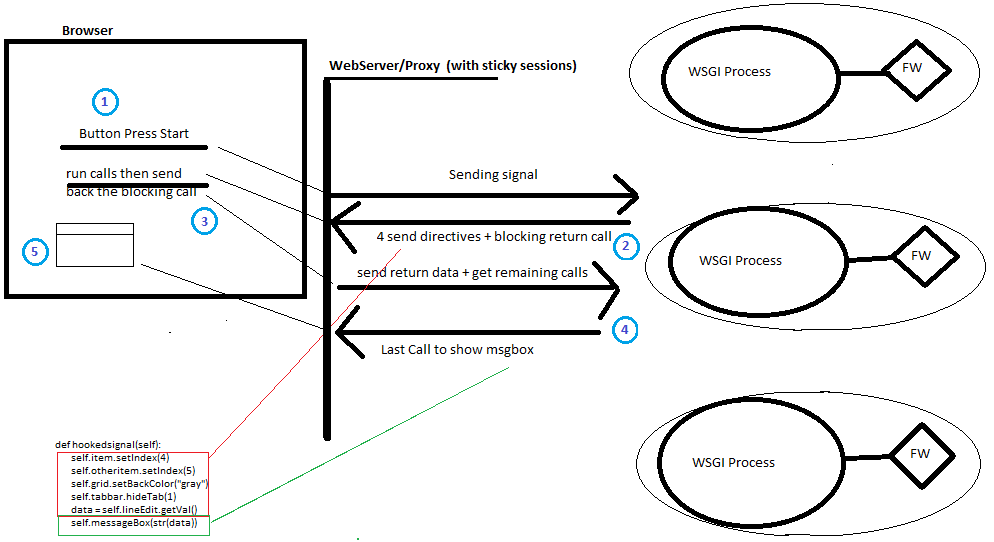 Browser
WebServer/Proxy (with sticky sessions)
WSGI Process
FW
1
Button Press Start
run calls then send
back the blocking call
3
5
Sending signal
4 send directives + blocking return call
2
send return data + get remaining calls
4
Last Call to show msgbox
WSGI Process
FW
def hookedsignal(self):
self.item.setIndex(4)
self.otheritem.setIndex(5)
self.grid.setBackColor("gray")
self.tabbar.hideTab(1)
data = self.lineEdit.getVal()
self.messageBox(str(data))
WSGI Process
FW